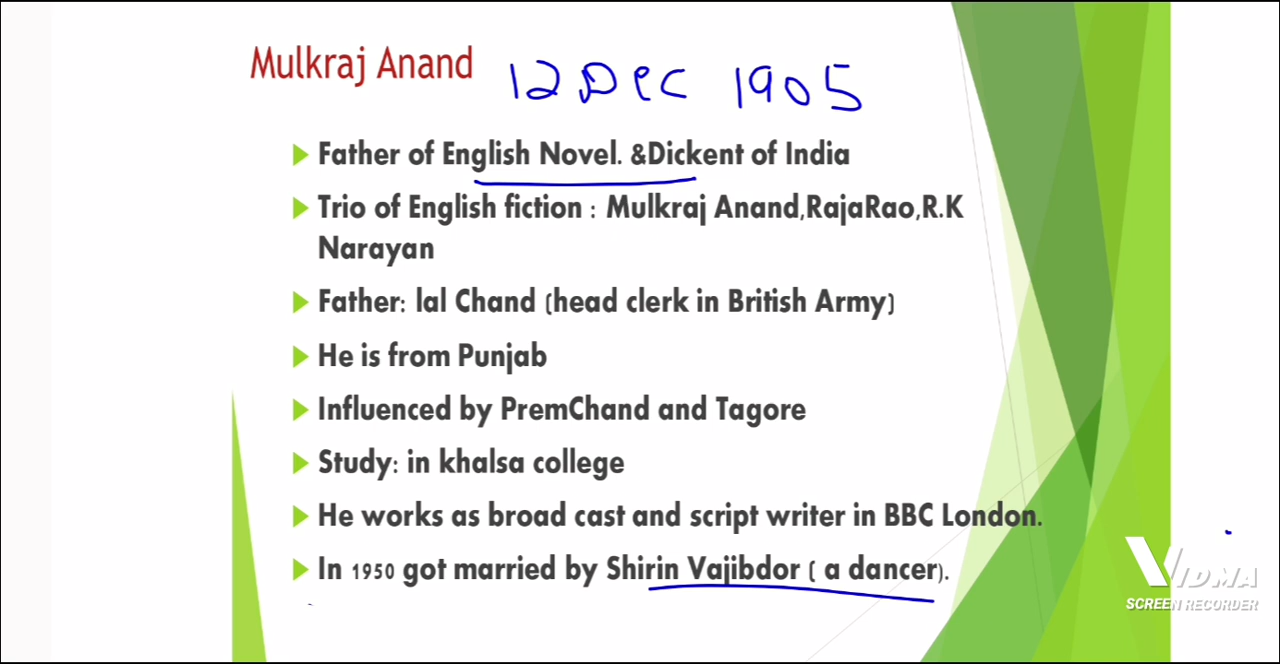 Mulkraj Anand 12 Dec 1905
Father of English Novel. &Dickent of India
Trio of English fiction : Mulkraj Anand,RajaRao,R.K
Narayan
Father: lal Chand (head clerk in British Army)
He is from Punjab
Influenced by PremChand and Tagore
Study: in khalsa college
He works as broad cast and script writer in BBC London.
In 1950 got married by Shirin Vajibdor ( a dancer).
VIDMA
SCREEN RECORDER